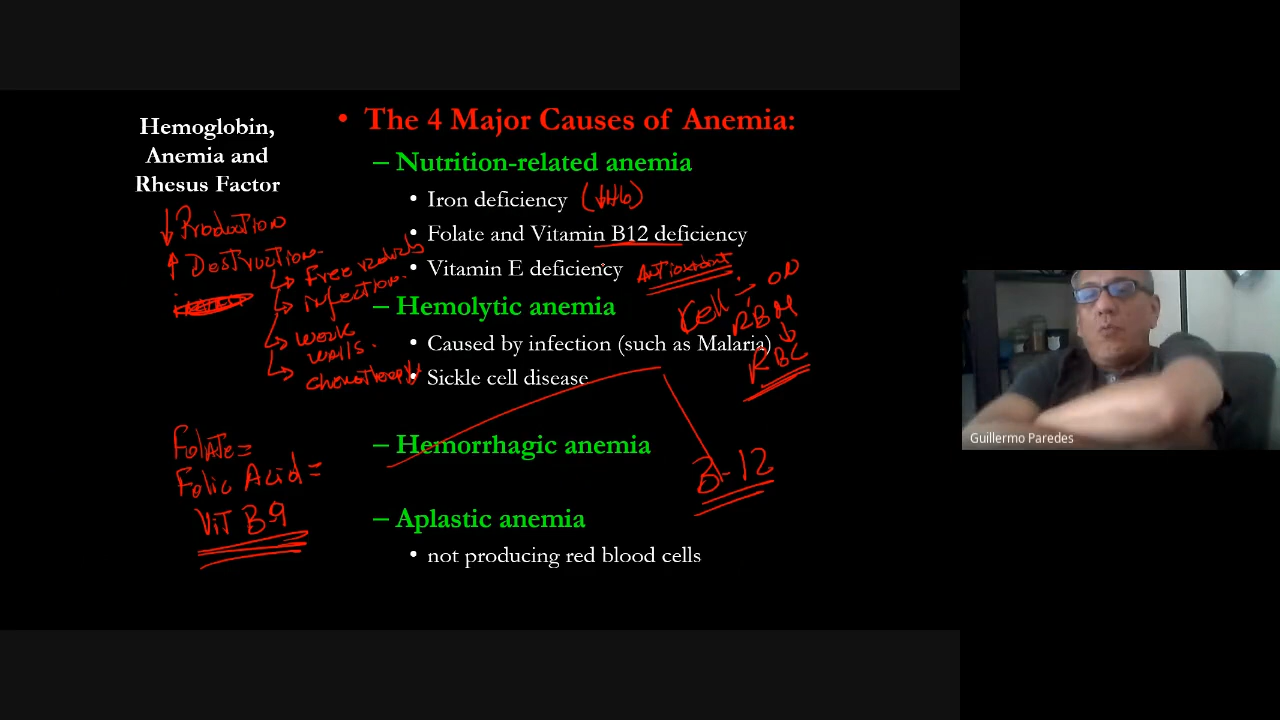 Hemoglobin,
Anemia and
Rhesus Factor
↓ Production
↑ Destruction
↳ Free radicals
↳ infection
↳ weak
walls.
↳ Chemotherapy
Folate =
Folic Acid =
ViT B9
• The 4 Major Causes of Anemia:
– Nutrition-related anemia
• Iron deficiency (↓Hb)
• Folate and Vitamin B12 deficiency
• Vitamin E deficiency Antioxidant
– Hemolytic anemia
• Caused by infection (such as Malaria)
• Sickle cell disease
– Hemorrhagic anemia
– Aplastic anemia
• not producing red blood cells
Cell
RBM
RBC
B-12
Guillermo Paredes